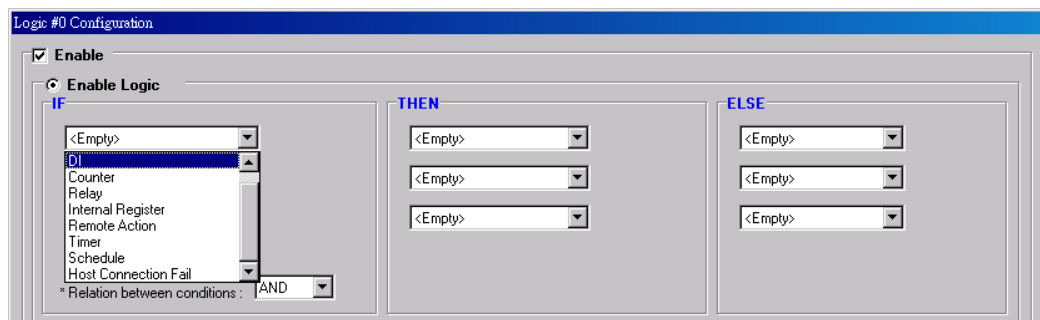 Logic #0 Configuration
Enable
Enable Logic
IF
<Empty>
DI
Counter
Relay
Internal Register
Remote Action
Timer
Schedule
Host Connection Fail
* Relation between conditions : AND
THEN
<Empty>
<Empty>
<Empty>
ELSE
<Empty>
<Empty>
<Empty>